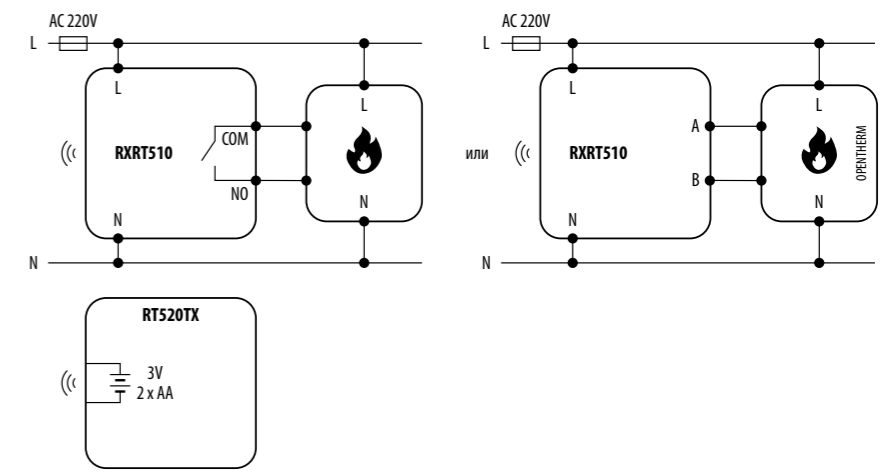 AC 220V
L
L
RXRT510
COM
NO
N
L
N
N
или
AC 220V
L
L
RXRT510
A
B
N
L
OPENTHERM
N
N
RT520TX
3V
2 x AA